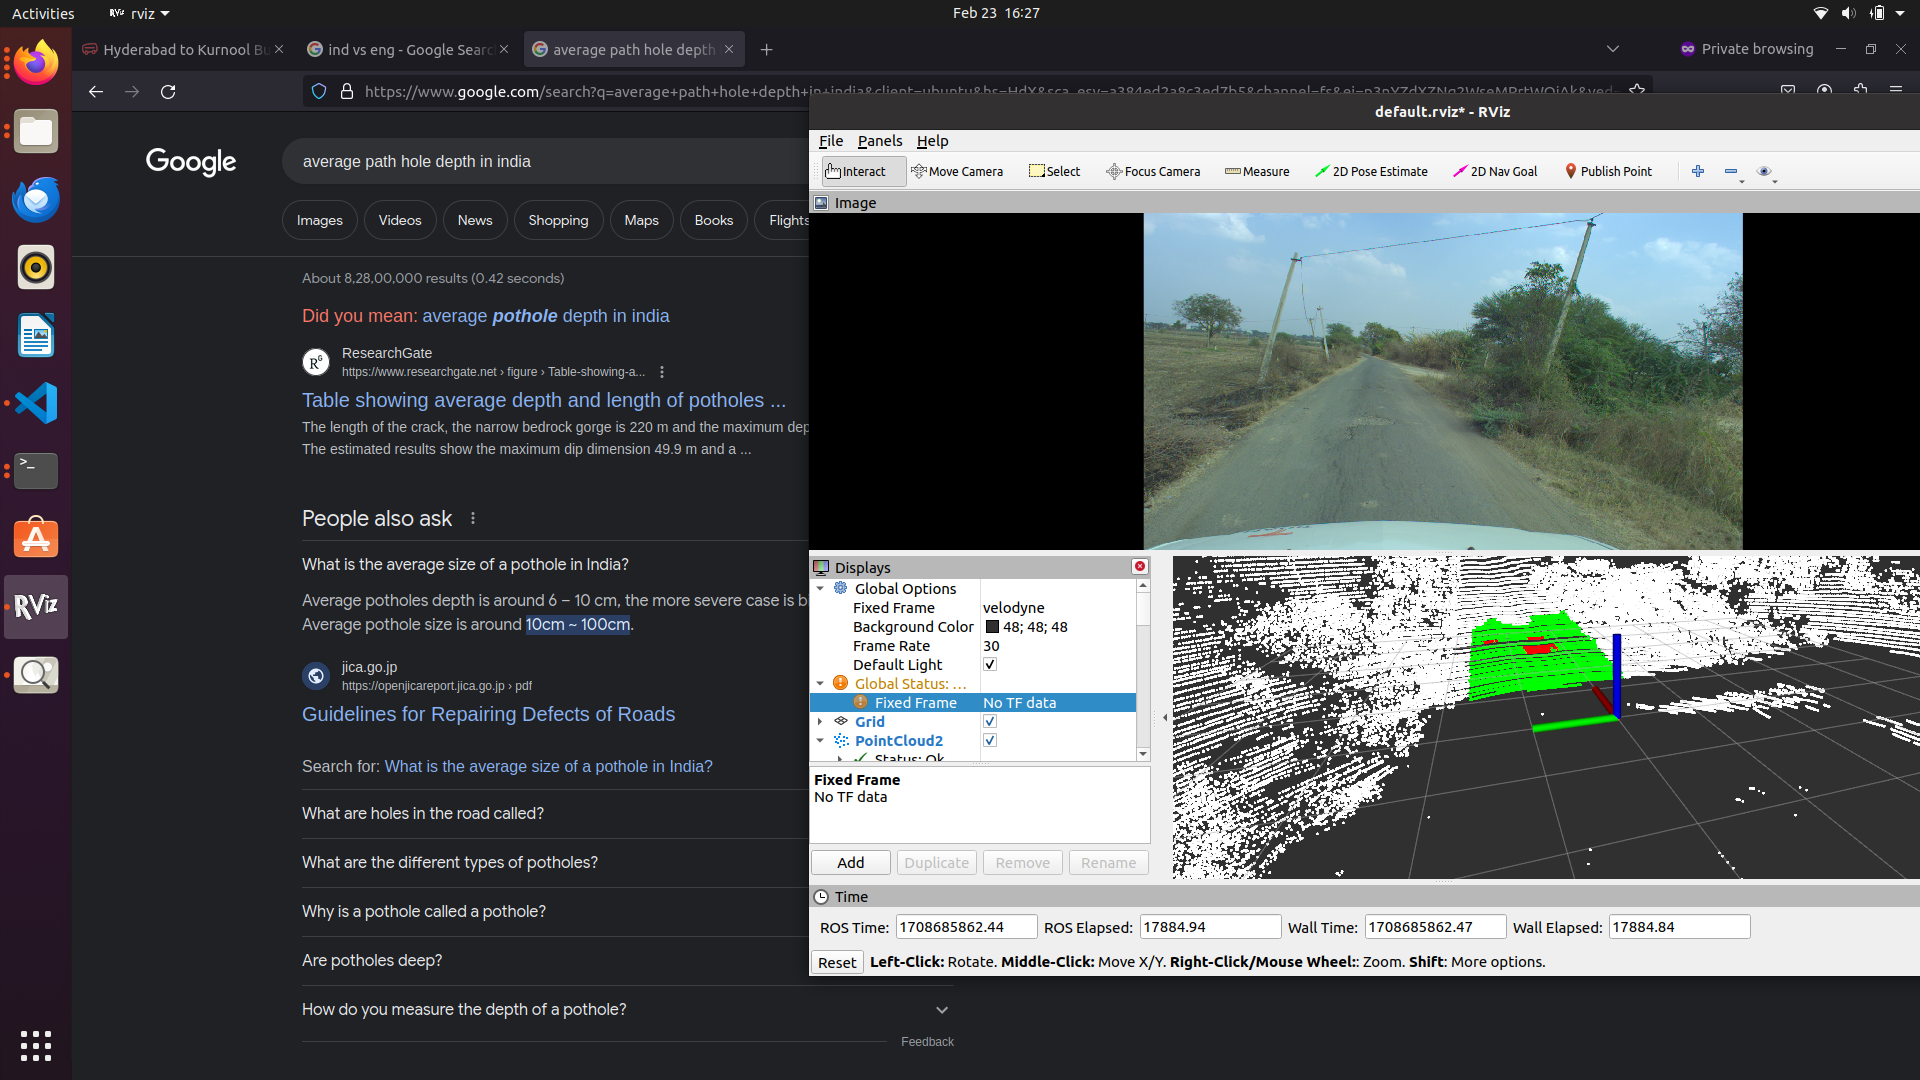 Activities
rviz
Feb 23 16:27
Hyderabad to Kurnool Bu
ind vs eng - Google Searc
average path hole depth
Private browsing
https://www.google.com/search?q=average+path+hole+depth+in+india&client=ubuntu&hs=HdX&sca_esv=a384ed2a8c3ed7b5&channel=fs&ei=
Google
average path hole depth in india
Images
Videos
News
Shopping
Maps
Books
Flights
About 8,28,00,000 results (0.42 seconds)
Did you mean: average pothole depth in india
ResearchGate
https://www.researchgate.net › figure › Table-showing-a...
Table showing average depth and length of potholes ...
The length of the crack, the narrow bedrock gorge is 220 m and the maximum dep
The estimated results show the maximum dip dimension 49.9 m and a ...
People also ask
What is the average size of a pothole in India?
Average potholes depth is around 6 – 10 cm, the more severe case is b
Average pothole size is around 10cm ~ 100cm.
jica.go.jp
https://openjicareport.jica.go.jp › pdf
Guidelines for Repairing Defects of Roads
Search for: What is the average size of a pothole in India?
What are holes in the road called?
What are the different types of potholes?
Why is a pothole called a pothole?
Are potholes deep?
How do you measure the depth of a pothole?
Feedback
RViz
default.rviz* - RViz
File Panels Help
Interact
Move Camera
Select
Focus Camera
Measure
2D Pose Estimate
2D Nav Goal
Publish Point
Image
Displays
Global Options
Fixed Frame velodyne
Background Color 48; 48; 48
Frame Rate 30
Default Light
Global Status: ...
Fixed Frame No TF data
Grid
PointCloud2
Status: Ok
Fixed Frame
No TF data
Add
Duplicate
Remove
Rename
Time
ROS Time: 1708685862.44 ROS Elapsed: 17884.94 Wall Time: 1708685862.47 Wall Elapsed: 17884.84
Reset
Left-Click: Rotate. Middle-Click: Move X/Y. Right-Click/Mouse Wheel:: Zoom. Shift: More options.